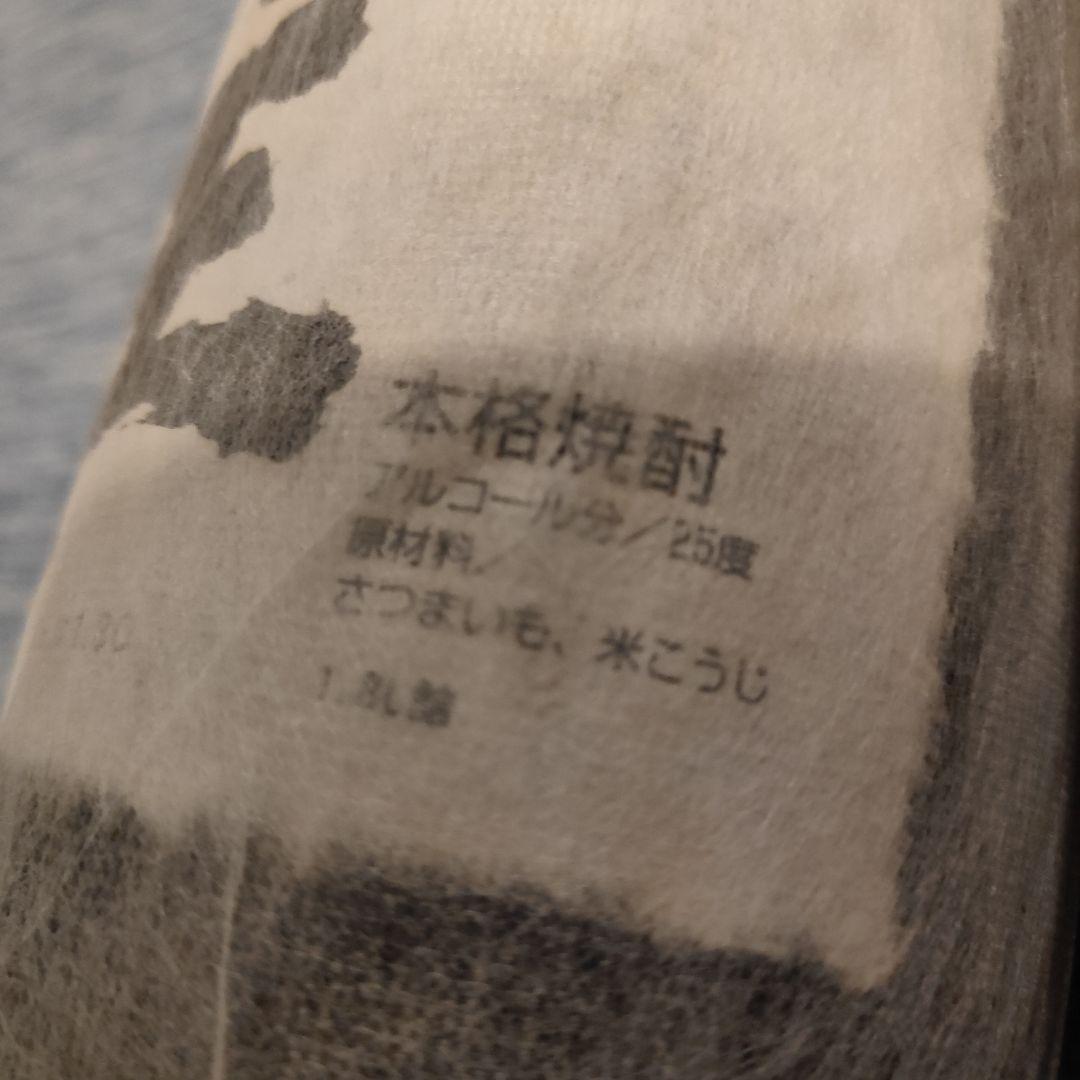 本格焼酎
アルコール分/25度
原材料/
さつまいも、米こうじ
1.8L詰